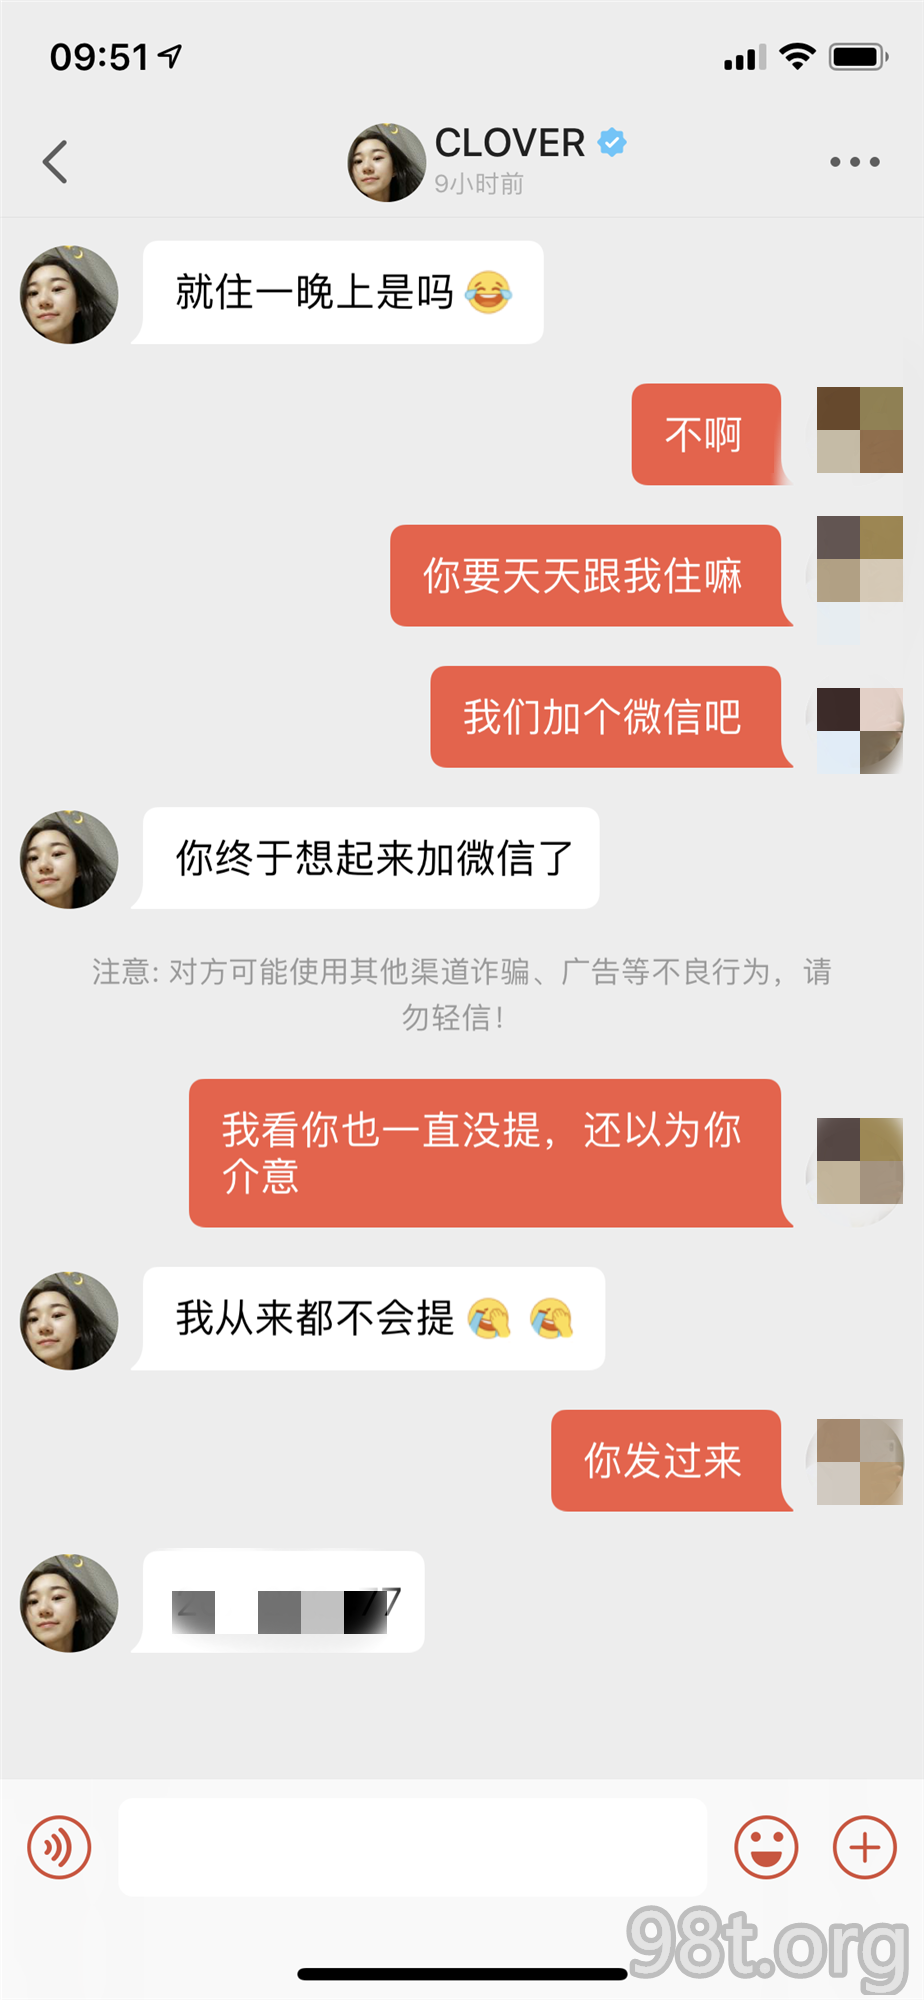 09:51
CLOVER
9小时前
就住一晚上是吗
不啊
你要天天跟我住嘛
我们加个微信吧
你终于想起来加微信了
注意: 对方可能使用其他渠道诈骗、广告等不良行为，请
勿轻信！
我看你也一直没提，还以为你
介意
我从来都不会提
你发过来
98t.org